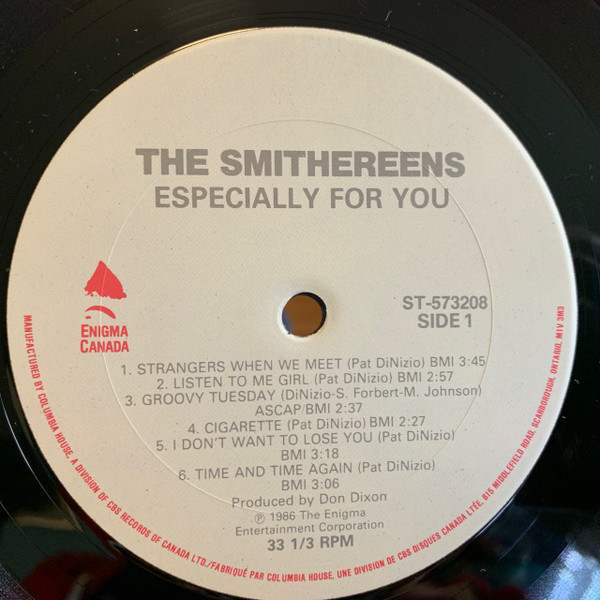 THE SMITHEREENS
ESPECIALLY FOR YOU
ENIGMA
CANADA
ST-573208
SIDE 1
1. STRANGERS WHEN WE MEET (Pat DiNizio) BMI 3:45
2. LISTEN TO ME GIRL (Pat DiNizio) BMI 2:57
3. GROOVY TUESDAY (DiNizio-S. Forbert-M. Johnson)
ASCAP/BMI 2:37
4. CIGARETTE (Pat DiNizio) BMI 2:27
5. I DON'T WANT TO LOSE YOU (Pat DiNizio)
BMI 3:18
6. TIME AND TIME AGAIN (Pat DiNizio)
BMI 3:06
Produced by Don Dixon
℗ 1986 The Enigma
Entertainment Corporation
33 1/3 RPM
MANUFACTURED BY COLUMBIA HOUSE, A DIVISION OF CBS RECORDS OF CANADA LTD./FABRIQUÉ PAR COLUMBIA HOUSE, UNE DIVISION DE CBS DISQUES CANADA LTÉE, 815 MIDDLEFIELD ROAD, SCARBOROUGH, ONTARIO, M1V 3M3